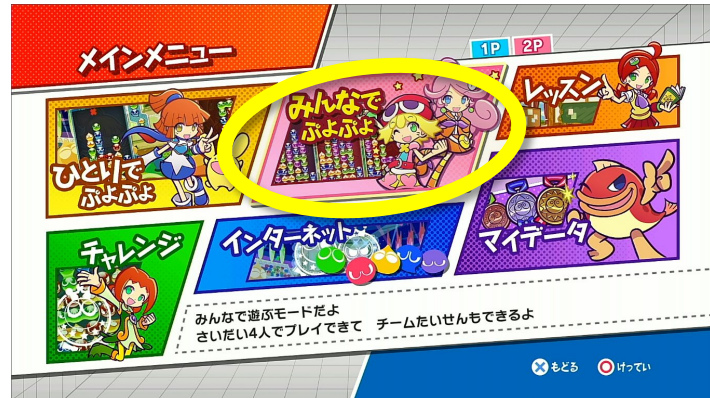 メインメニュー
1P 2P
ひとりで
ぷよぷよ
みんなで
ぷよぷよ
レッスン
チャレンジ
インターネット
マイデータ
みんなで遊ぶモードだよ
さいだい4人でプレイできて チームたいせんもできるよ
もどる けってい